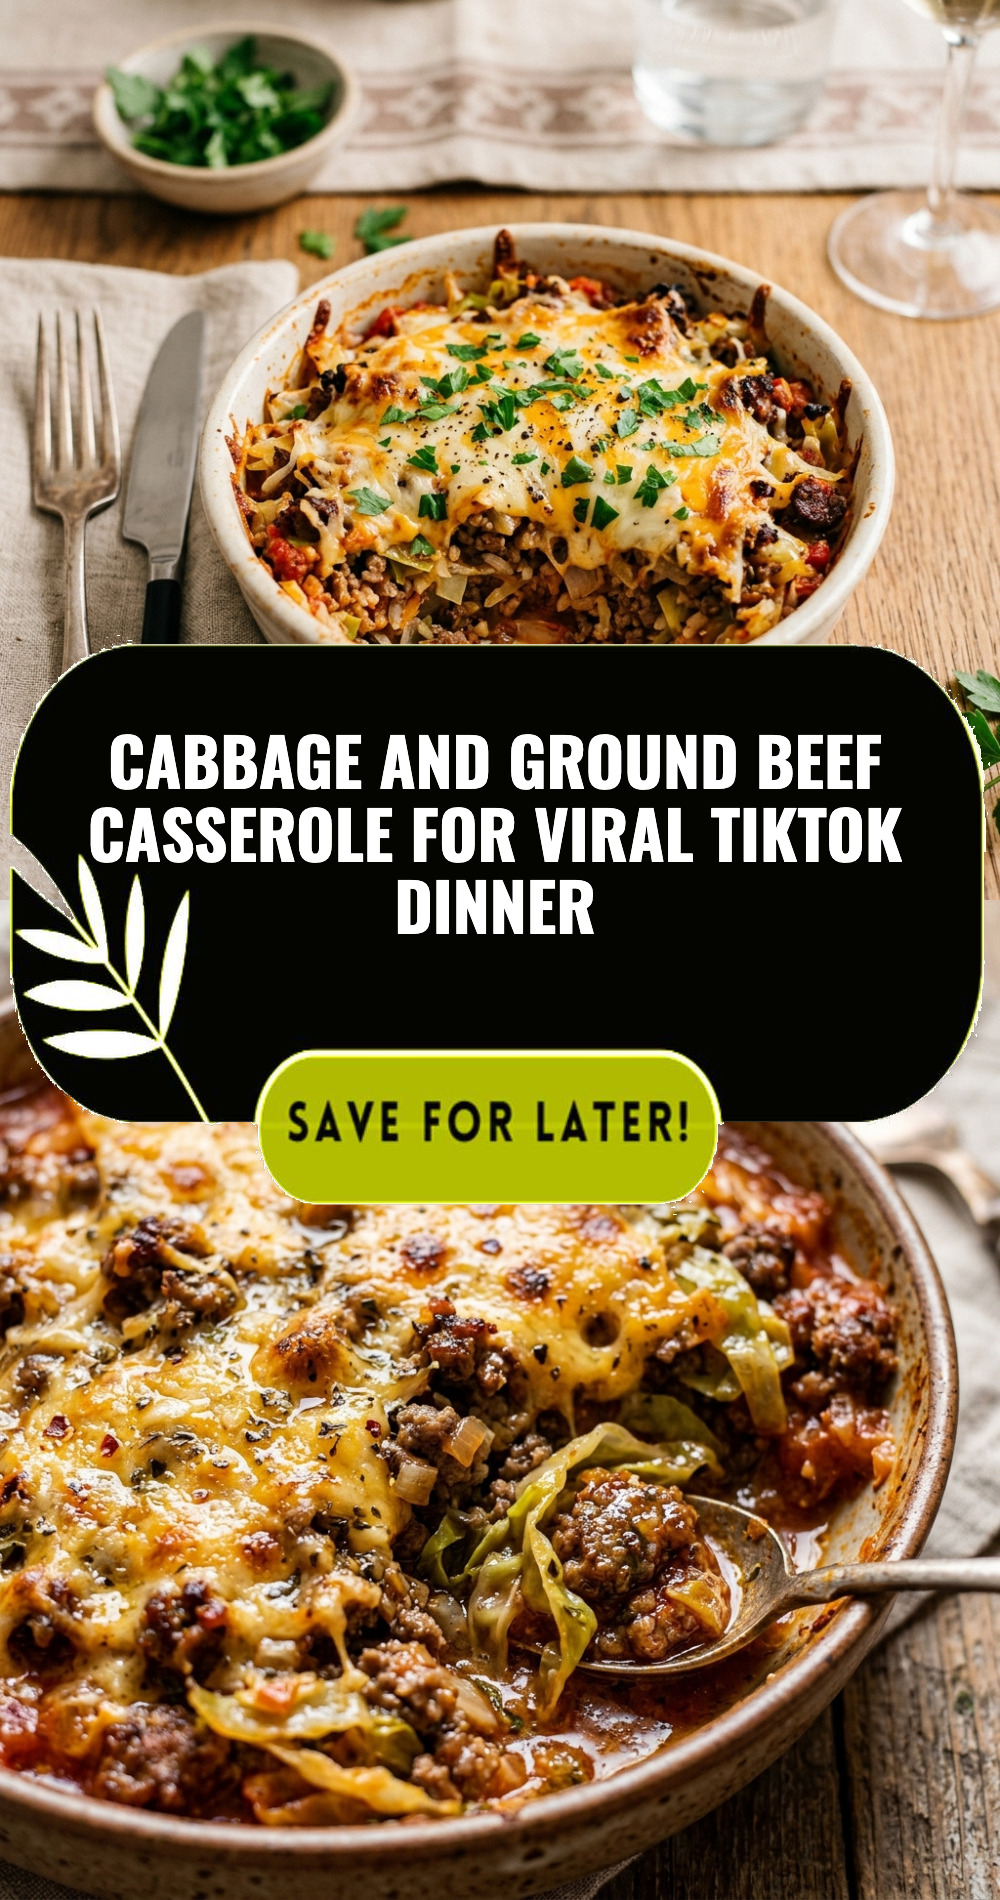 CABBAGE AND GROUND BEEF
CASSEROLE FOR VIRAL TIKTOK
DINNER
SAVE FOR LATER!